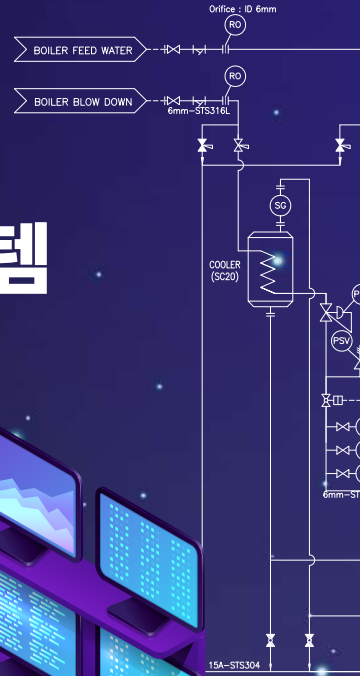 Orifice : ID 6mm
RO
BOILER FEED WATER
RO
BOILER BLOW DOWN
6mm-STS316L
SG
COOLER
(SC20)
템
PSV
15A-STS304